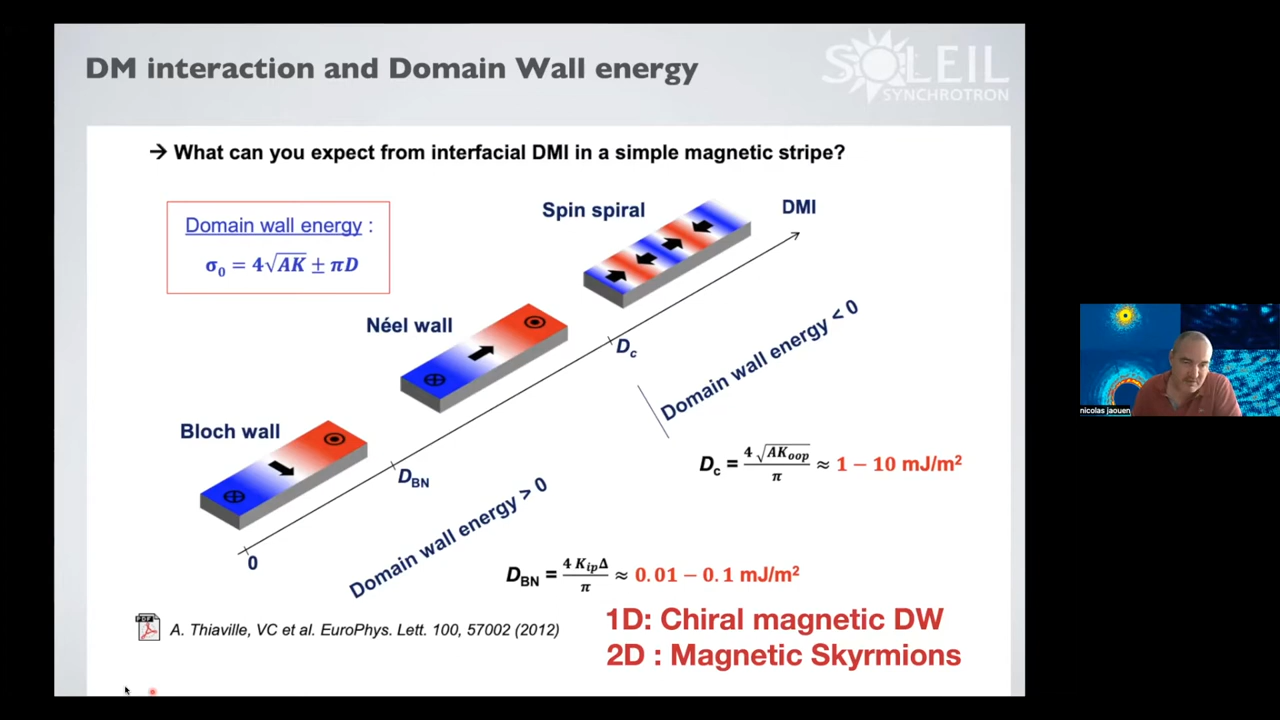 DM interaction and Domain Wall energy
SOLEIL
SYNCHROTRON
→ What can you expect from interfacial DMI in a simple magnetic stripe?
Domain wall energy :
σ₀ = 4√AK ± πD
Spin spiral
DMI
Néel wall
Dc
Domain wall energy < 0
Bloch wall
DBN
Dc = 4 √AKoop / π ≈ 1 − 10 mJ/m²
0
Domain wall energy > 0
DBN = 4 KipΔ / π ≈ 0.01 − 0.1 mJ/m²
1D: Chiral magnetic DW
2D : Magnetic Skyrmions
PDF
A. Thiaville, VC et al. EuroPhys. Lett. 100, 57002 (2012)
nicolas jaouen